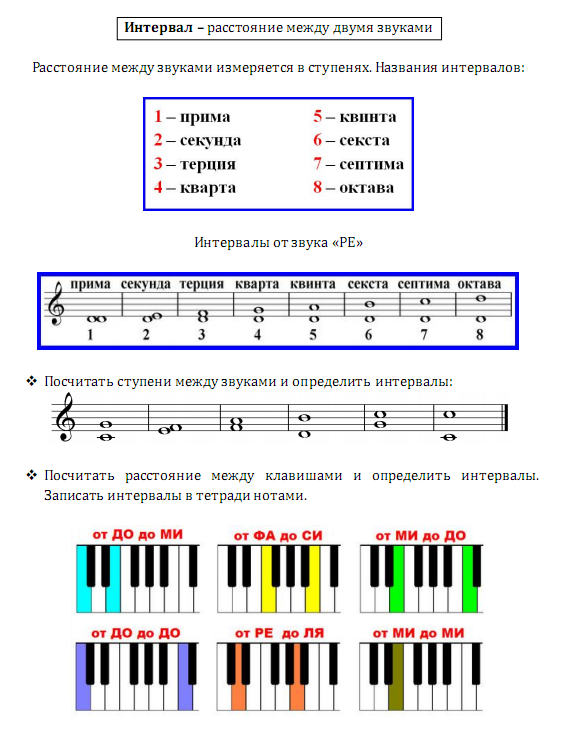 Интервал – расстояние между двумя звуками
Расстояние между звуками измеряется в ступенях. Названия интервалов:
1 – прима 5 – квинта
2 – секунда 6 – секста
3 – терция 7 – септима
4 – кварта 8 – октава
Интервалы от звука «РЕ»
прима секунда терция кварта квинта секста септима октава
1 2 3 4 5 6 7 8
❖ Посчитать ступени между звуками и определить интервалы:
❖ Посчитать расстояние между клавишами и определить интервалы.
Записать интервалы в тетради нотами.
от ДО до МИ от ФА до СИ от МИ до ДО
от ДО до ДО от РЕ до ЛЯ от МИ до МИ